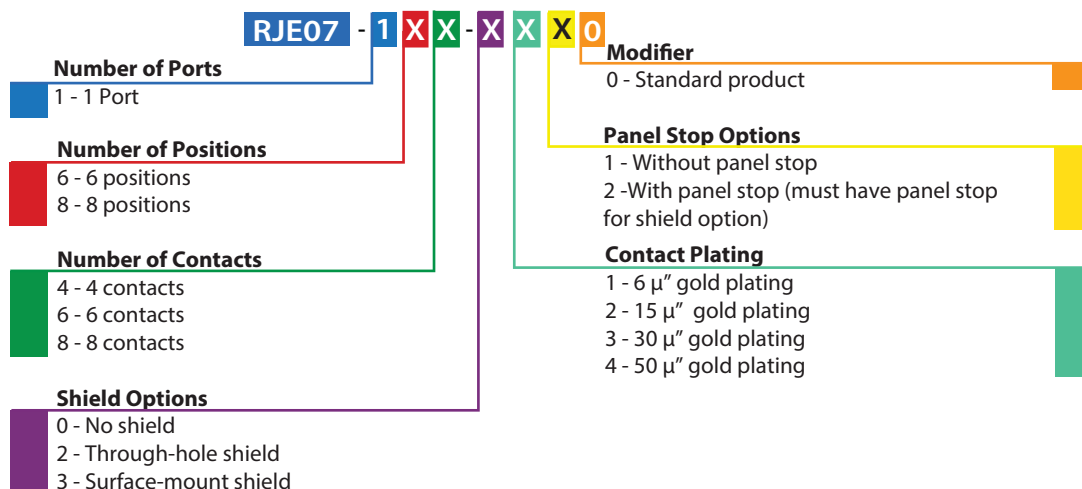 RJE07 - 1 X X - X X X 0
Number of Ports
1 - 1 Port
Number of Positions
6 - 6 positions
8 - 8 positions
Number of Contacts
4 - 4 contacts
6 - 6 contacts
8 - 8 contacts
Shield Options
0 - No shield
2 - Through-hole shield
3 - Surface-mount shield
Modifier
0 - Standard product
Panel Stop Options
1 - Without panel stop
2 -With panel stop (must have panel stop
for shield option)
Contact Plating
1 - 6 µ” gold plating
2 - 15 µ” gold plating
3 - 30 µ” gold plating
4 - 50 µ” gold plating